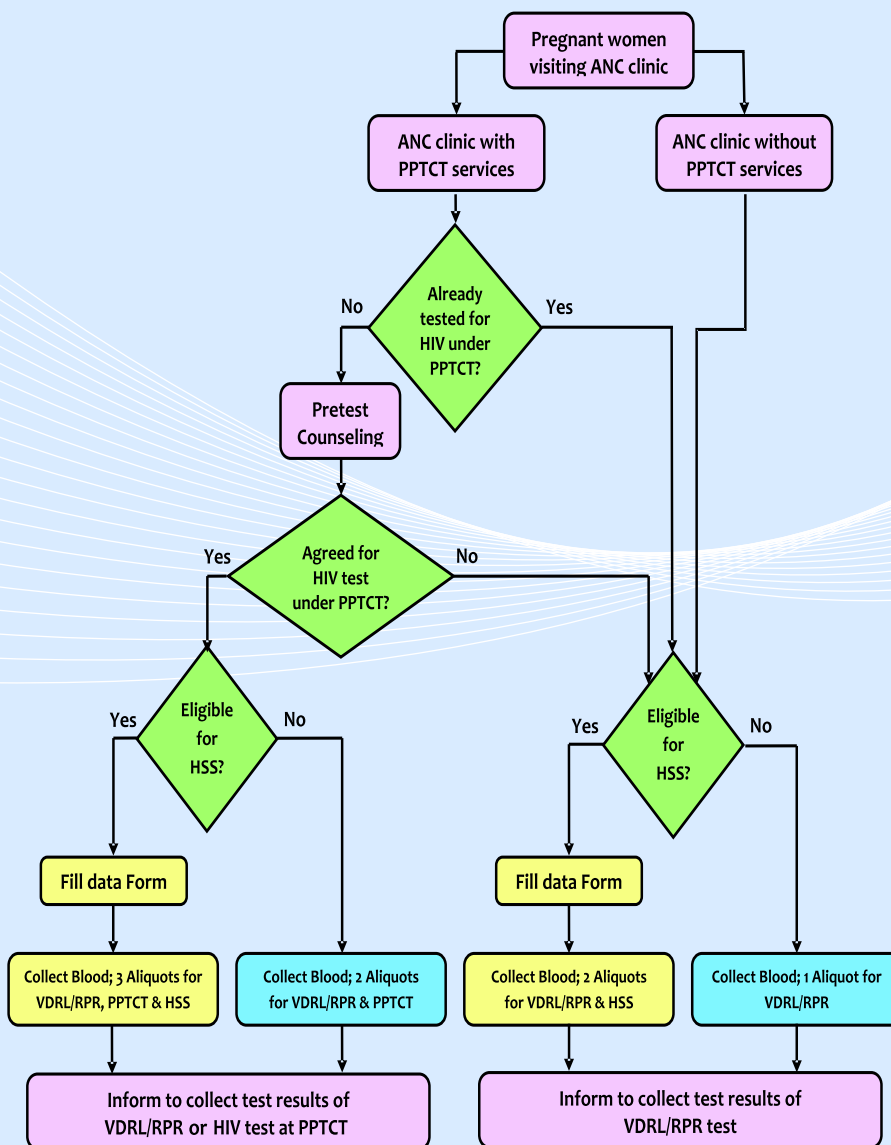 Pregnant women
visiting ANC clinic
ANC clinic with
PPTCT services
ANC clinic without
PPTCT services
No
Already
tested for
HIV under
PPTCT?
Yes
Pretest
Counseling
Yes
Agreed for
HIV test
under PPTCT?
No
Yes
Eligible
for
HSS?
No
Yes
Eligible
for
HSS?
No
Fill data Form
Fill data Form
Collect Blood; 3 Aliquots for
VDRL/RPR, PPTCT & HSS
Collect Blood; 2 Aliquots
for VDRL/RPR & PPTCT
Collect Blood; 2 Aliquots
for VDRL/RPR & HSS
Collect Blood; 1 Aliquot for
VDRL/RPR
Inform to collect test results of
VDRL/RPR or HIV test at PPTCT
Inform to collect test results of
VDRL/RPR test